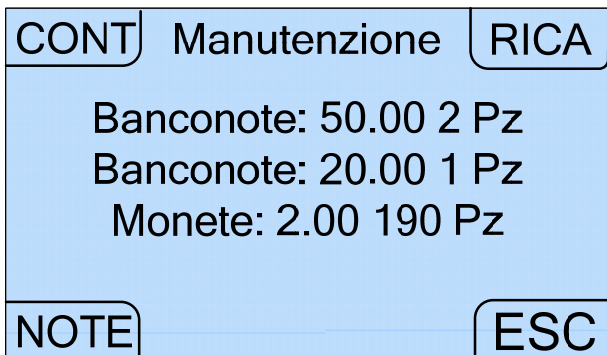 CONT Manutenzione RICA
Banconote: 50.00 2 Pz
Banconote: 20.00 1 Pz
Monete: 2.00 190 Pz
NOTE ESC